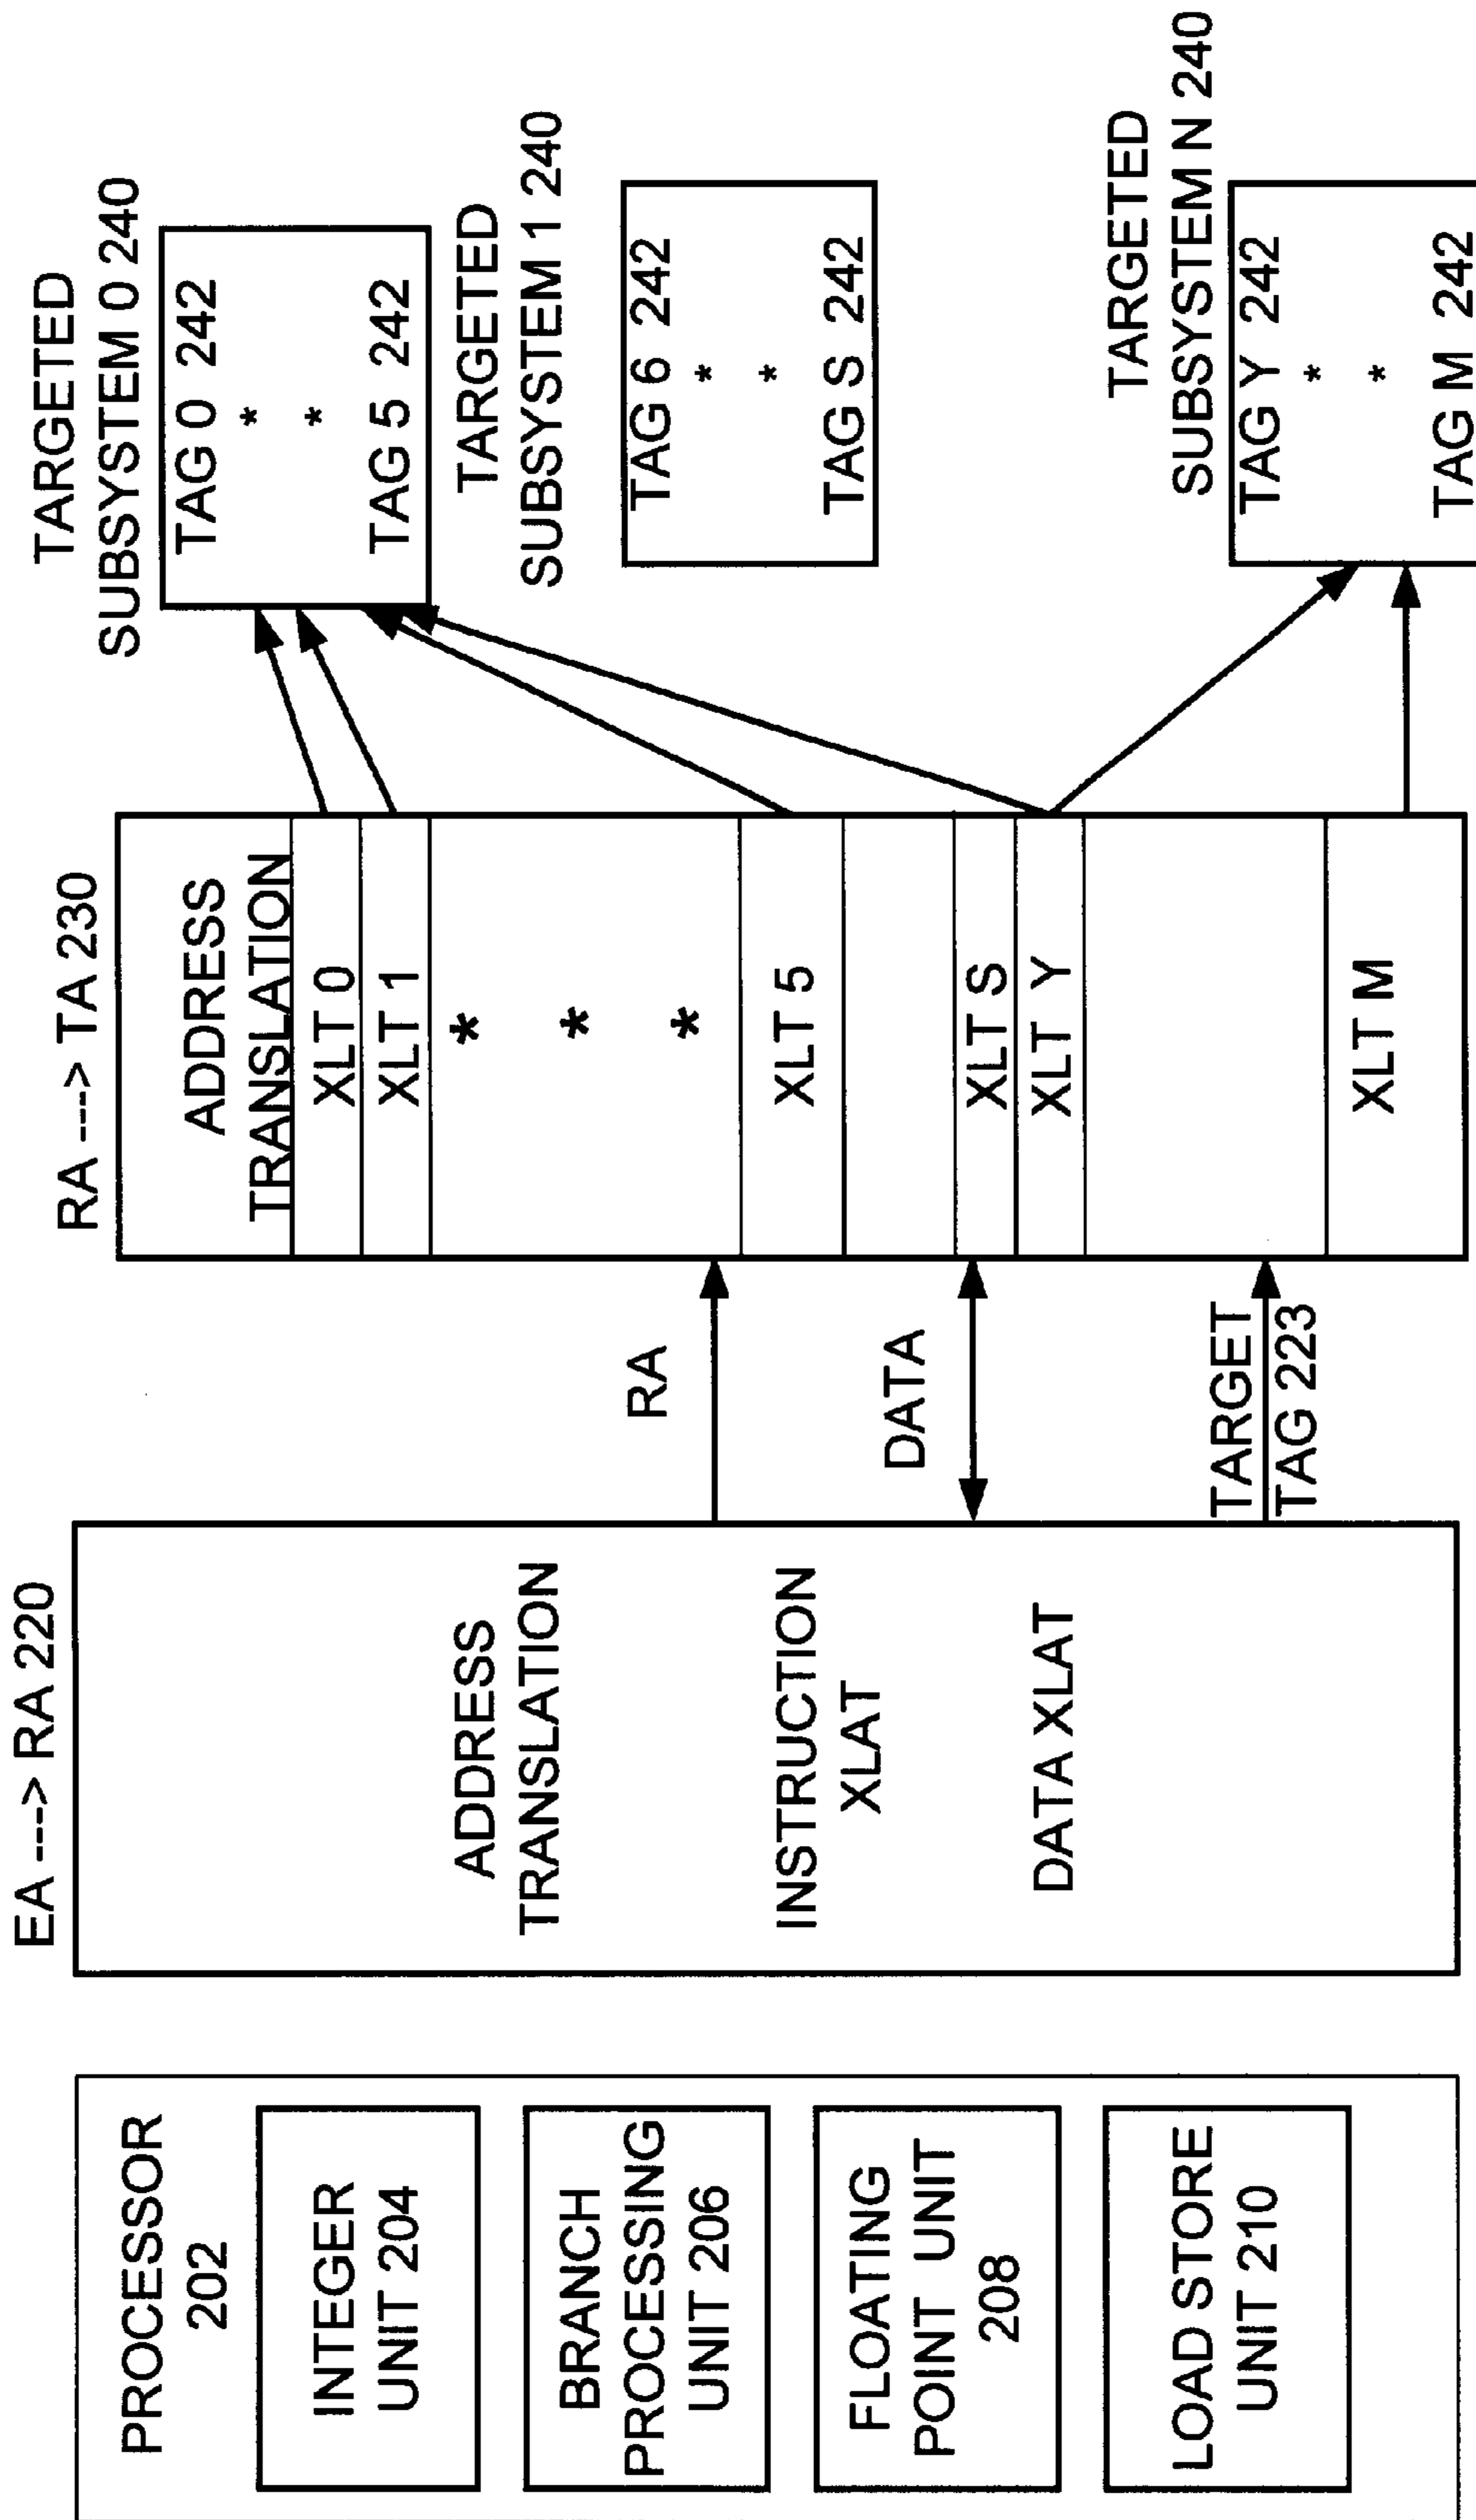 PROCESSOR
202
INTEGER
UNIT 204
BRANCH
PROCESSING
UNIT 206
FLOATING
POINT UNIT
208
LOAD STORE
UNIT 210
EA ---> RA 220
ADDRESS
TRANSLATION
INSTRUCTION
XLAT
DATA XLAT
RA
DATA
TARGET
TAG 223
RA ---> TA 230
ADDRESS
TRANSLATION
XLT 0
XLT 1
*
*
*
XLT 5
XLT S
XLT Y
XLT M
TARGETED
SUBSYSTEM 0 240
TAG 0 242
*
*
TAG 5 242
TARGETED
SUBSYSTEM 1 240
TAG 6 242
*
*
TAG S 242
TARGETED
SUBSYSTEM N 240
TAG Y 242
*
*
TAG M 242